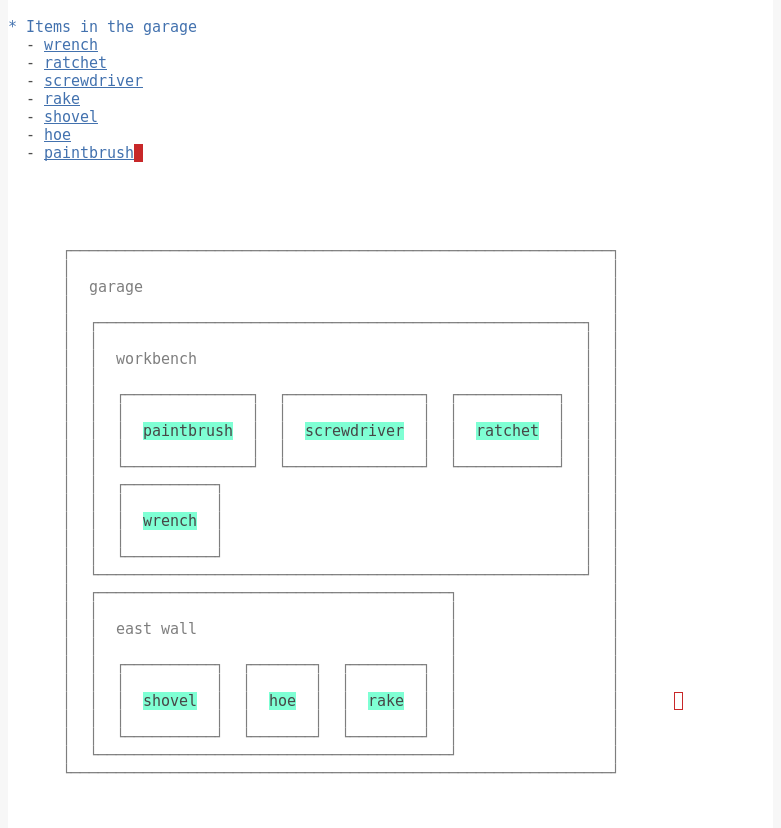 * Items in the garage
- wrench
- ratchet
- screwdriver
- rake
- shovel
- hoe
- paintbrush
garage
workbench
paintbrush screwdriver ratchet
wrench
east wall
shovel hoe rake